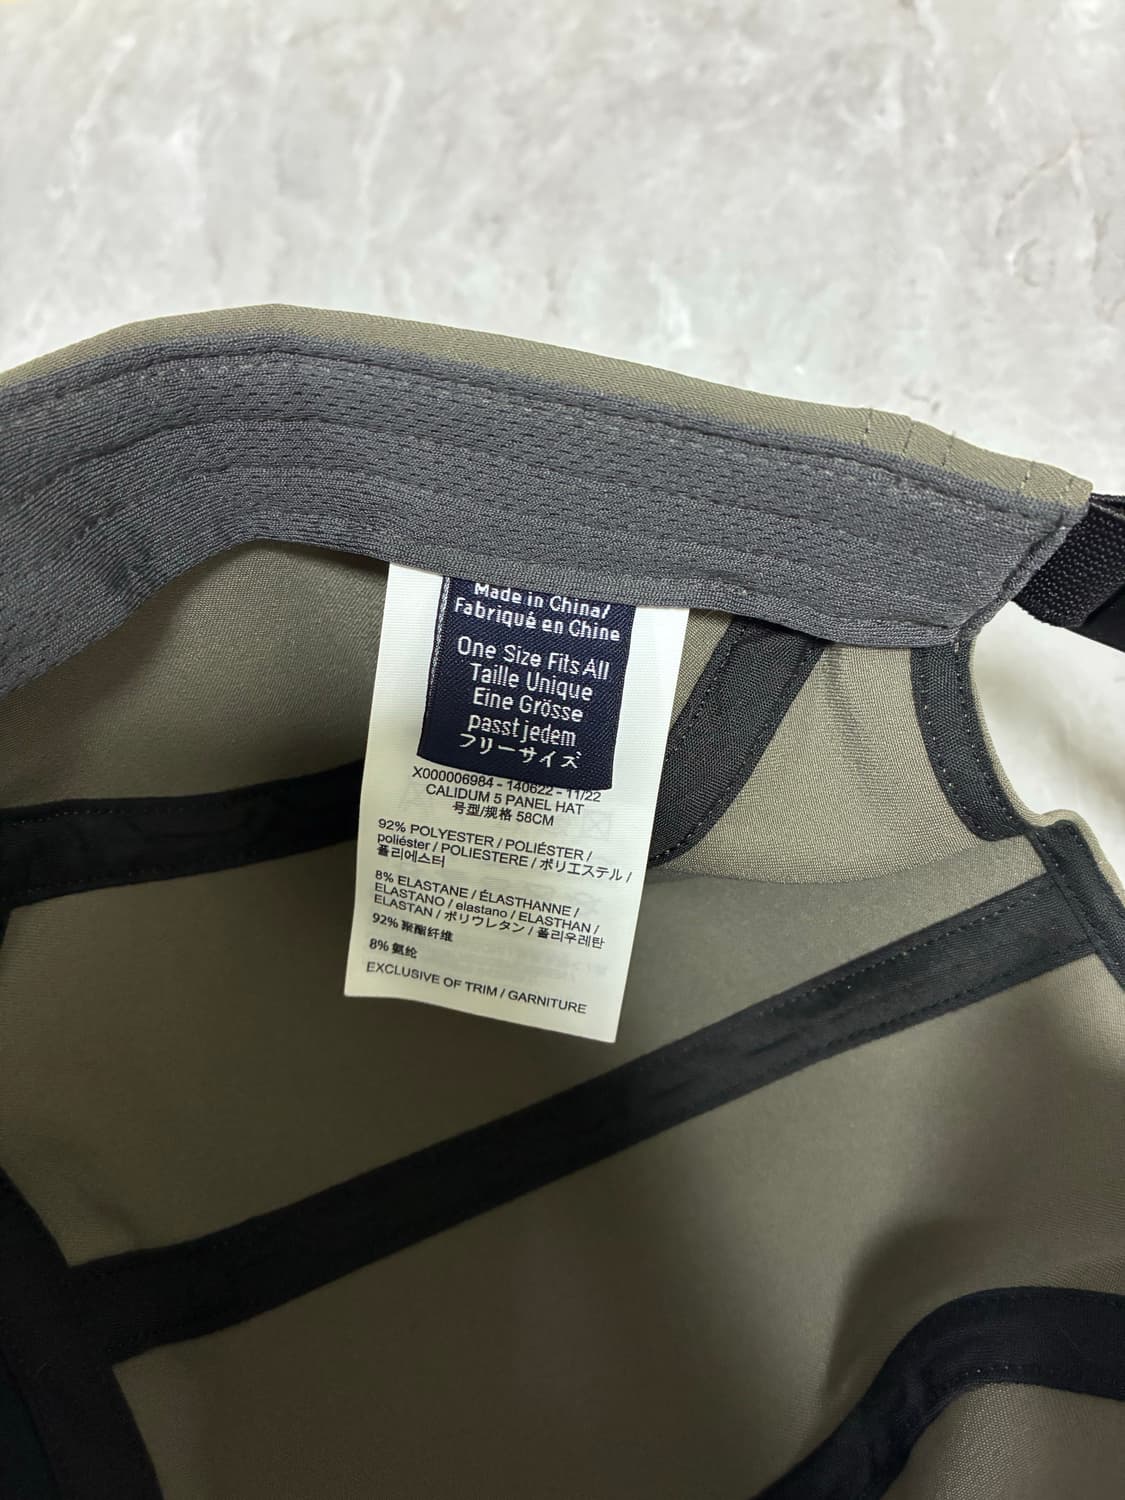 Made in China/
Fabriqué en Chine
One Size Fits All
Taille Unique
Eine Grösse
passt jedem
フリーサイズ
X000006984 - 140622 - 11/22
CALIDUM 5 PANEL HAT
号型/规格 58CM
92% POLYESTER / POLIÉSTER /
poliéster / POLIESTERE / ポリエステル /
폴리에스터
8% ELASTANE / ÉLASTHANNE /
ELASTANO / elastano / ELASTHAN /
ELASTAN / ポリウレタン / 폴리우레탄
92% 聚酯纤维
8% 氨纶
EXCLUSIVE OF TRIM / GARNITURE